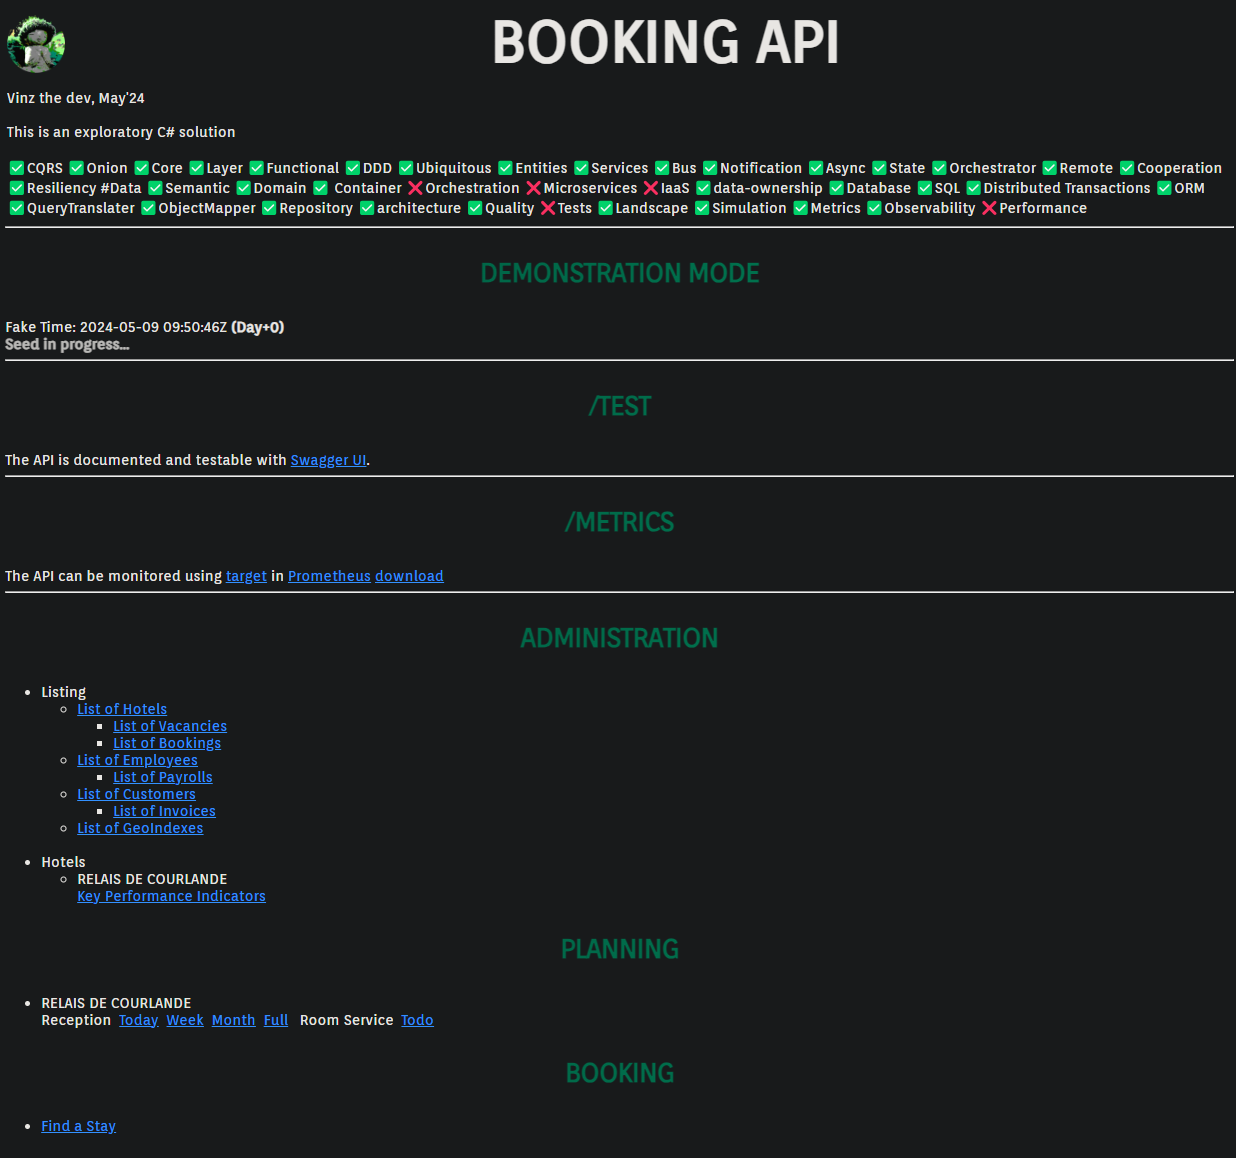 BOOKING API
Vinz the dev, May'24
This is an exploratory C# solution
✅CQRS ✅Onion ✅Core ✅Layer ✅Functional ✅DDD ✅Ubiquitous ✅Entities ✅Services ✅Bus ✅Notification ✅Async ✅State ✅Orchestrator ✅Remote ✅Cooperation
✅Resiliency #Data ✅Semantic ✅Domain ✅ Container ❌Orchestration ❌Microservices ❌IaaS ✅data-ownership ✅Database ✅SQL ✅Distributed Transactions ✅ORM
✅QueryTranslater ✅ObjectMapper ✅Repository ✅architecture ✅Quality ❌Tests ✅Landscape ✅Simulation ✅Metrics ✅Observability ❌Performance
DEMONSTRATION MODE
Fake Time: 2024-05-09 09:50:46Z (Day+0)
Seed in progress...
/TEST
The API is documented and testable with Swagger UI.
/METRICS
The API can be monitored using target in Prometheus download
ADMINISTRATION
Listing
List of Hotels
List of Vacancies
List of Bookings
List of Employees
List of Payrolls
List of Customers
List of Invoices
List of GeoIndexes
Hotels
RELAIS DE COURLANDE
Key Performance Indicators
PLANNING
RELAIS DE COURLANDE
Reception Today Week Month Full Room Service Todo
BOOKING
Find a Stay